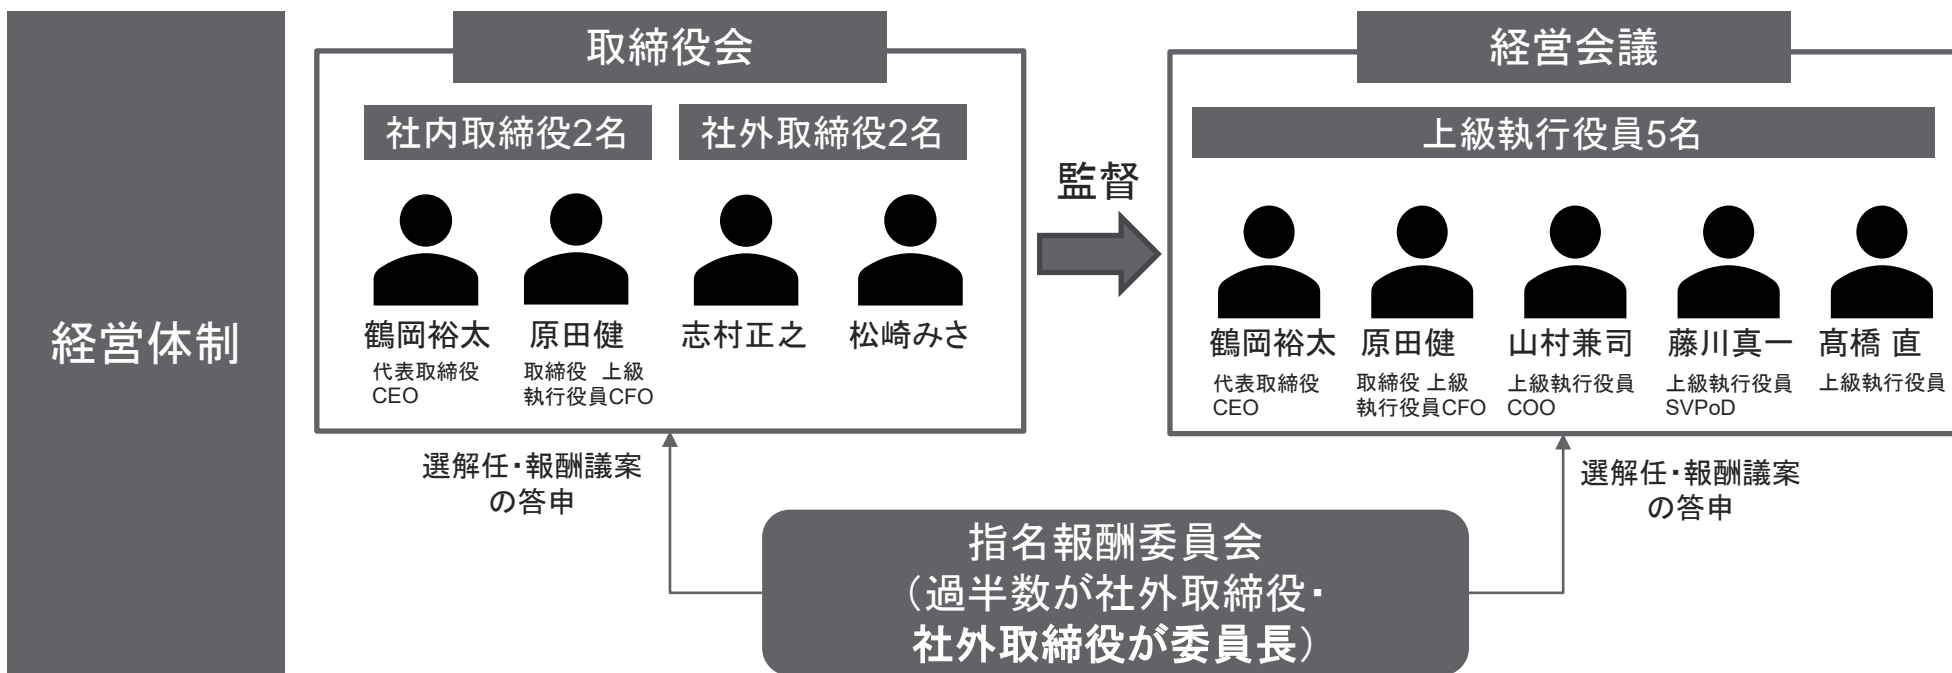 経営体制
取締役会
社内取締役2名
社外取締役2名
鶴岡裕太
代表取締役
CEO
原田健
取締役 上級
執行役員CFO
志村正之
松崎みさ
監督
経営会議
上級執行役員5名
鶴岡裕太
代表取締役
CEO
原田健
取締役 上級
執行役員CFO
山村兼司
上級執行役員
COO
藤川真一
上級執行役員
SVPoD
髙橋 直
上級執行役員
選解任・報酬議案
の答申
選解任・報酬議案
の答申
指名報酬委員会
（過半数が社外取締役・
社外取締役が委員長）